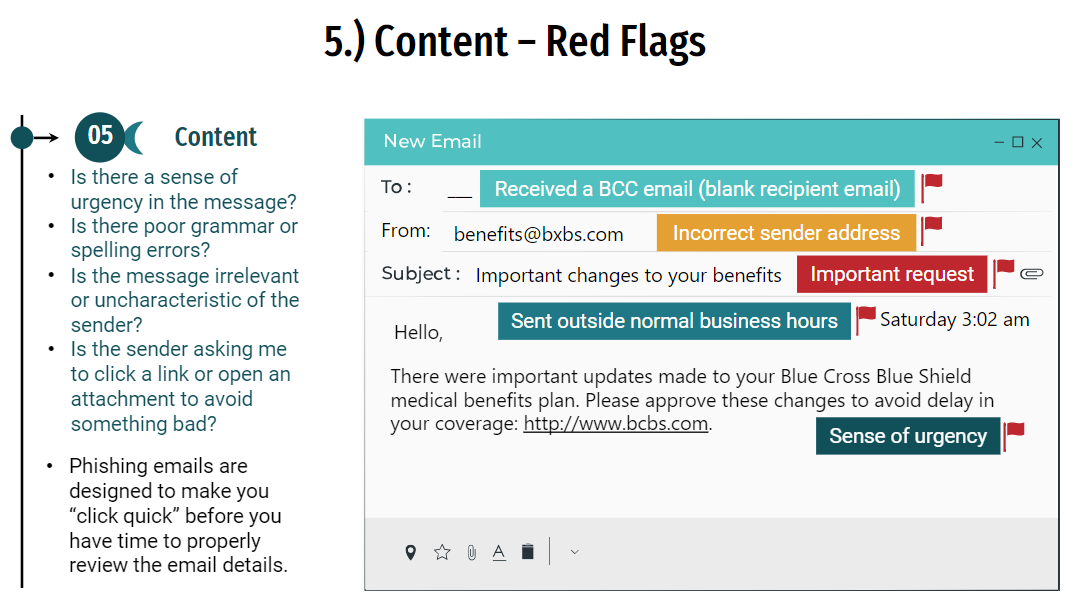 5.) Content – Red Flags
05
Content
• Is there a sense of
urgency in the message?
• Is there poor grammar or
spelling errors?
• Is the message irrelevant
or uncharacteristic of the
sender?
• Is the sender asking me
to click a link or open an
attachment to avoid
something bad?
• Phishing emails are
designed to make you
“click quick” before you
have time to properly
review the email details.
New Email
To : ___ Received a BCC email (blank recipient email)
From: benefits@bxbs.com Incorrect sender address
Subject : Important changes to your benefits Important request
Sent outside normal business hours Saturday 3:02 am
Hello,
There were important updates made to your Blue Cross Blue Shield
medical benefits plan. Please approve these changes to avoid delay in
your coverage: http://www.bcbs.com.
Sense of urgency
A